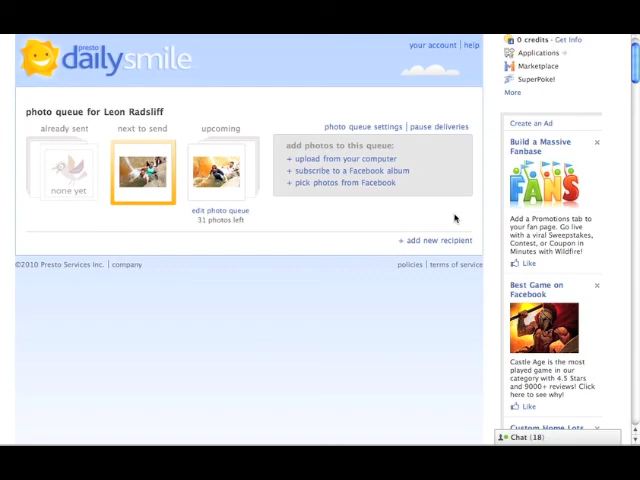 presto
dailysmile
your account | help
photo queue for Leon Radsliff
already sent
next to send
upcoming
photo queue settings | pause deliveries
none yet
add photos to this queue:
+ upload from your computer
+ subscribe to a Facebook album
+ pick photos from Facebook
edit photo queue
31 photos left
+ add new recipient
©2010 Presto Services Inc. | company
policies | terms of service
0 credits - Get Info
Applications
Marketplace
SuperPoke!
More
Create an Ad
Build a Massive
Fanbase
FANS
Add a Promotions tab to
your fan page. Go live
with a viral Sweepstakes,
Contest, or Coupon in
Minutes with Wildfire!
Like
Best Game on
Facebook
Castle Age is the most
played game in our
category with 4.5 Stars
and 9000+ reviews! Click
here to see why!
Like
Custom Home Lots
Chat (18)